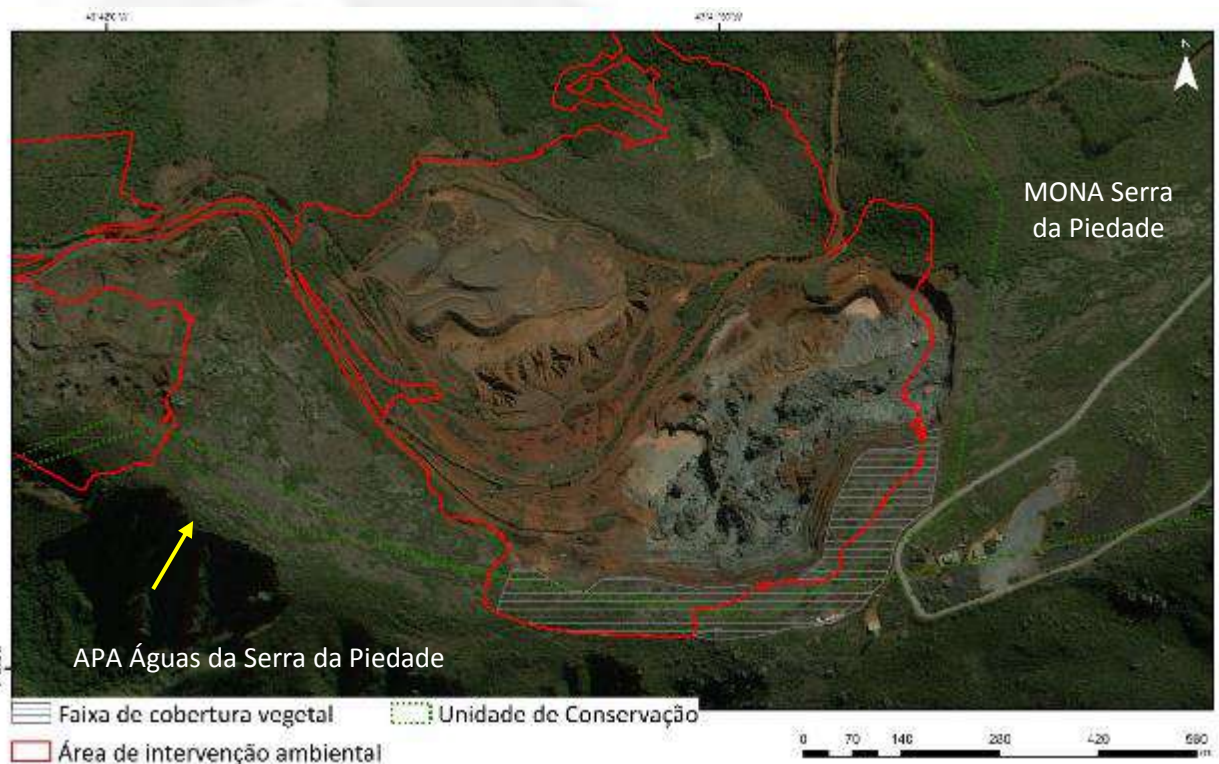 N
MONA Serra
da Piedade
APA Águas da Serra da Piedade
Faixa de cobertura vegetal
Unidade de Conservação
Área de intervenção ambiental
0 70 140 280 420 560
m